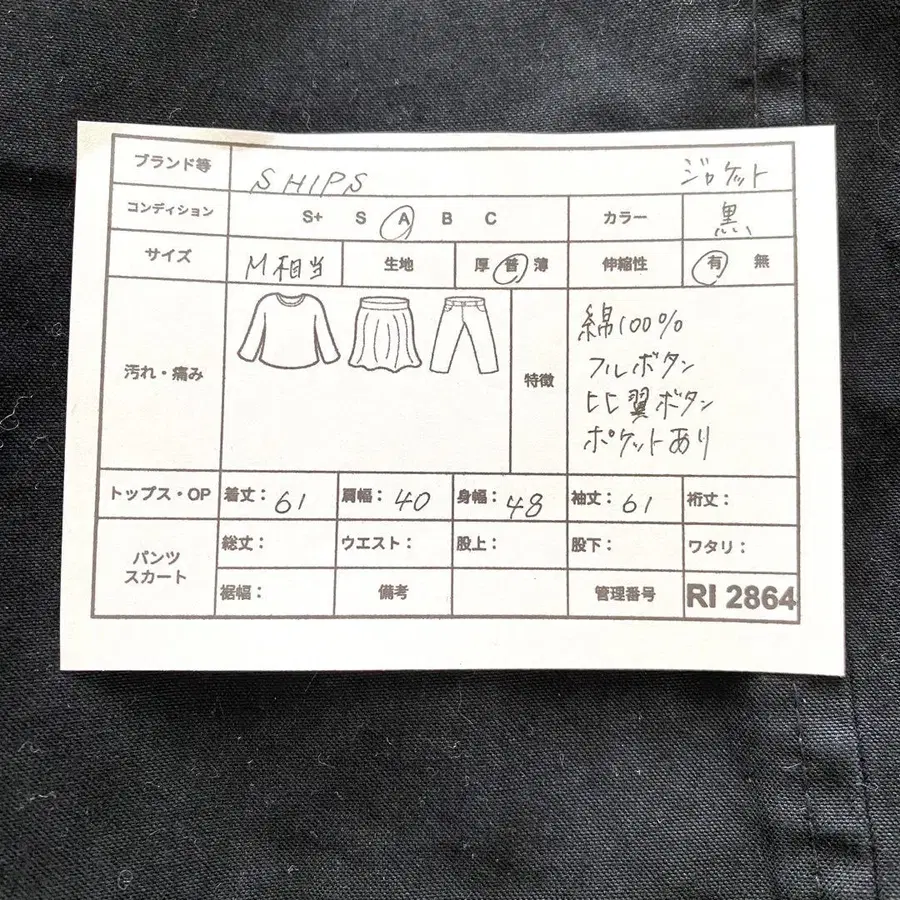 ブランド等 SHIPS ジャケット
コンディション S+ S A B C カラー 黒
サイズ M相当 生地 厚 普 薄 伸縮性 有 無
汚れ・痛み 特徴
綿100%
フルボタン
比翼ボタン
ポケットあり
トップス・OP 着丈：61 肩幅：40 身幅：48 袖丈：61 裄丈：
パンツ
スカート
総丈： ウエスト： 股上： 股下： ワタリ：
裾幅： 備考 管理番号 RI 2864